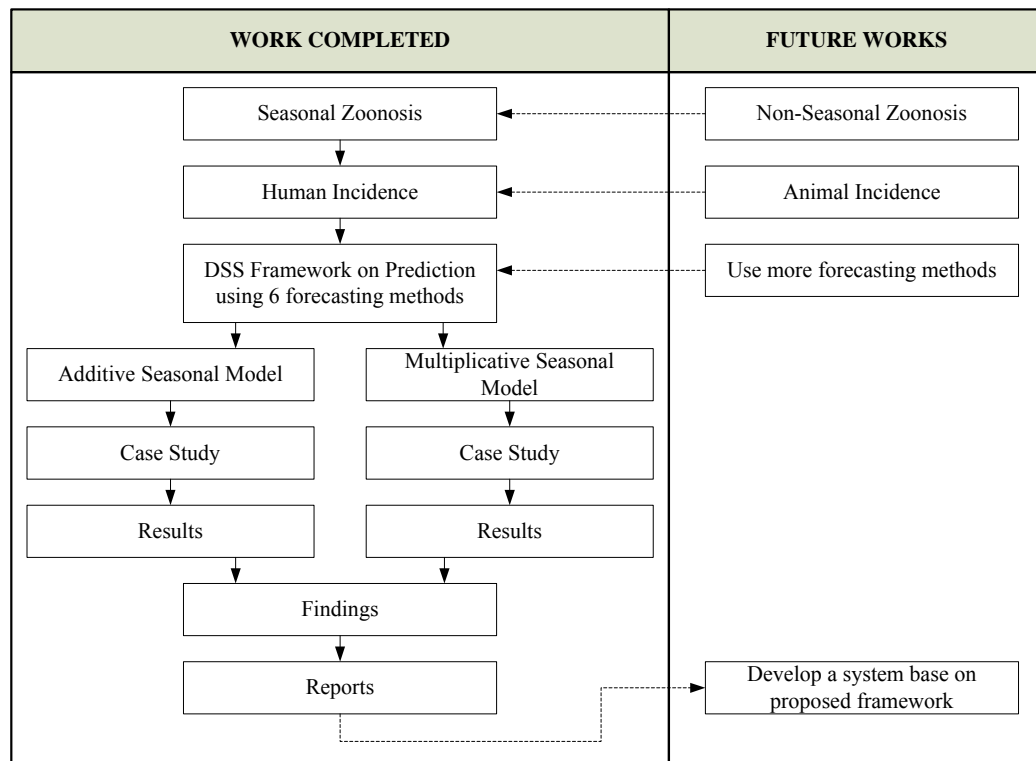 WORK COMPLETED
FUTURE WORKS
Seasonal Zoonosis
Non-Seasonal Zoonosis
Human Incidence
Animal Incidence
DSS Framework on Prediction
using 6 forecasting methods
Use more forecasting methods
Additive Seasonal Model
Multiplicative Seasonal
Model
Case Study
Case Study
Results
Results
Findings
Reports
Develop a system base on
proposed framework